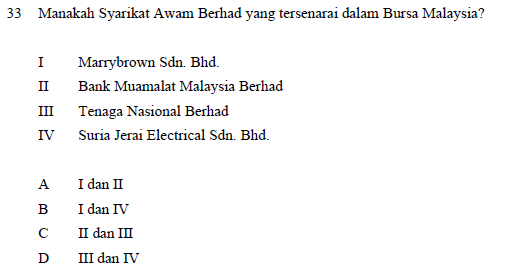 33 Manakah Syarikat Awam Berhad yang tersenarai dalam Bursa Malaysia?
I Marrybrown Sdn. Bhd.
II Bank Muamalat Malaysia Berhad
III Tenaga Nasional Berhad
IV Suria Jerai Electrical Sdn. Bhd.
A I dan II
B I dan IV
C II dan III
D III dan IV